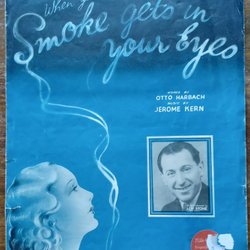 When
Smoke gets in
your Eyes
WORDS BY
OTTO HARBACH
MUSIC BY
JEROME KERN